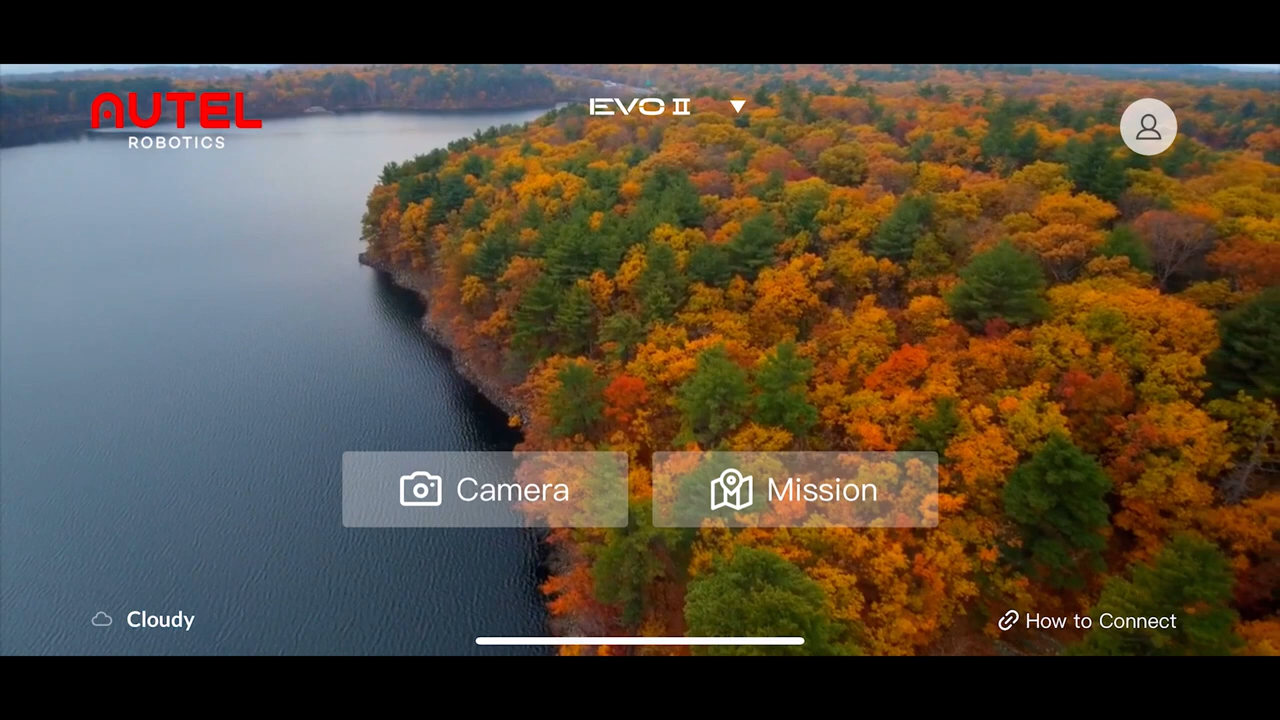 AUTEL
ROBOTICS
EVO II
Camera
Mission
Cloudy
How to Connect